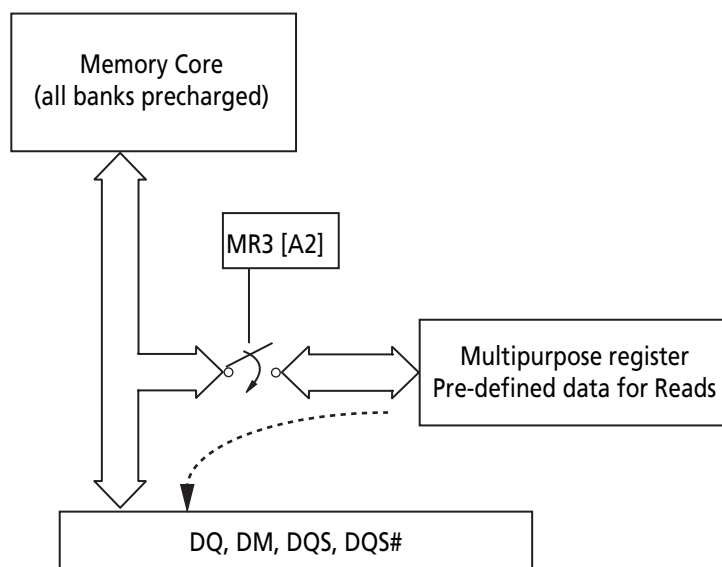 Memory Core
(all banks precharged)
MR3 [A2]
Multipurpose register
Pre-defined data for Reads
DQ, DM, DQS, DQS#